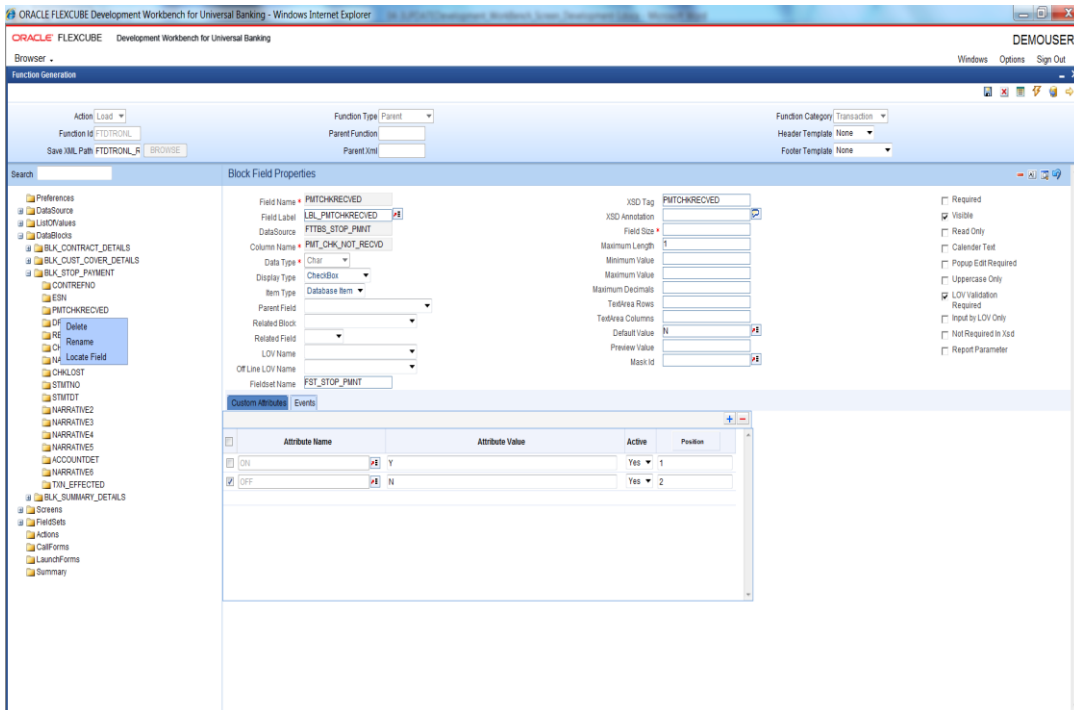 ORACLE FLEXCUBE Development Workbench for Universal Banking - Windows Internet Explorer
ORACLE FLEXCUBE Development Workbench for Universal Banking
DEMOUSER
Browser
Windows Options Sign Out
Function Generation
Action Load
Function Type Parent
Function Category Transaction
Function Id FTDTRONL
Parent Function
Header Template None
Save XML Path FTDTRONL_R BROWSE
Parent Xml
Footer Template None
Search
Block Field Properties
Preferences
DataSource
ListOfValues
DataBlocks
BLK_CONTRACT_DETAILS
BLK_CUST_COVER_DETAILS
BLK_STOP_PAYMENT
CONTREFNO
ESN
PMTCHKRECVED
Delete
Rename
Locate Field
CHKLOST
STMTNO
STMTDT
NARRATIVE2
NARRATIVE3
NARRATIVE4
NARRATIVE5
ACCOUNTDET
NARRATIVE6
TXN_EFFECTED
BLK_SUMMARY_DETAILS
Screens
FieldSets
Actions
CallForms
LaunchForms
Summary
Field Name * PMTCHKRECVED
Field Label LBL_PMTCHKRECVED
DataSource FTTBS_STOP_PMNT
Column Name * PMT_CHK_NOT_RECVD
Data Type * Char
Display Type CheckBox
Item Type Database Item
Parent Field
Related Block
Related Field
LOV Name
Off Line LOV Name
Fieldset Name FST_STOP_PMNT
XSD Tag PMTCHKRECVED
XSD Annotation
Field Size *
Maximum Length 1
Minimum Value
Maximum Value
Maximum Decimals
TextArea Rows
TextArea Columns
Default Value N
Preview Value
Mask Id
Required
Visible
Read Only
Calender Text
Popup Edit Required
Uppercase Only
LOV Validation
Required
Input by LOV Only
Not Required In Xsd
Report Parameter
Custom Attributes Events
Attribute Name Attribute Value Active Position
ON Y Yes 1
OFF N Yes 2